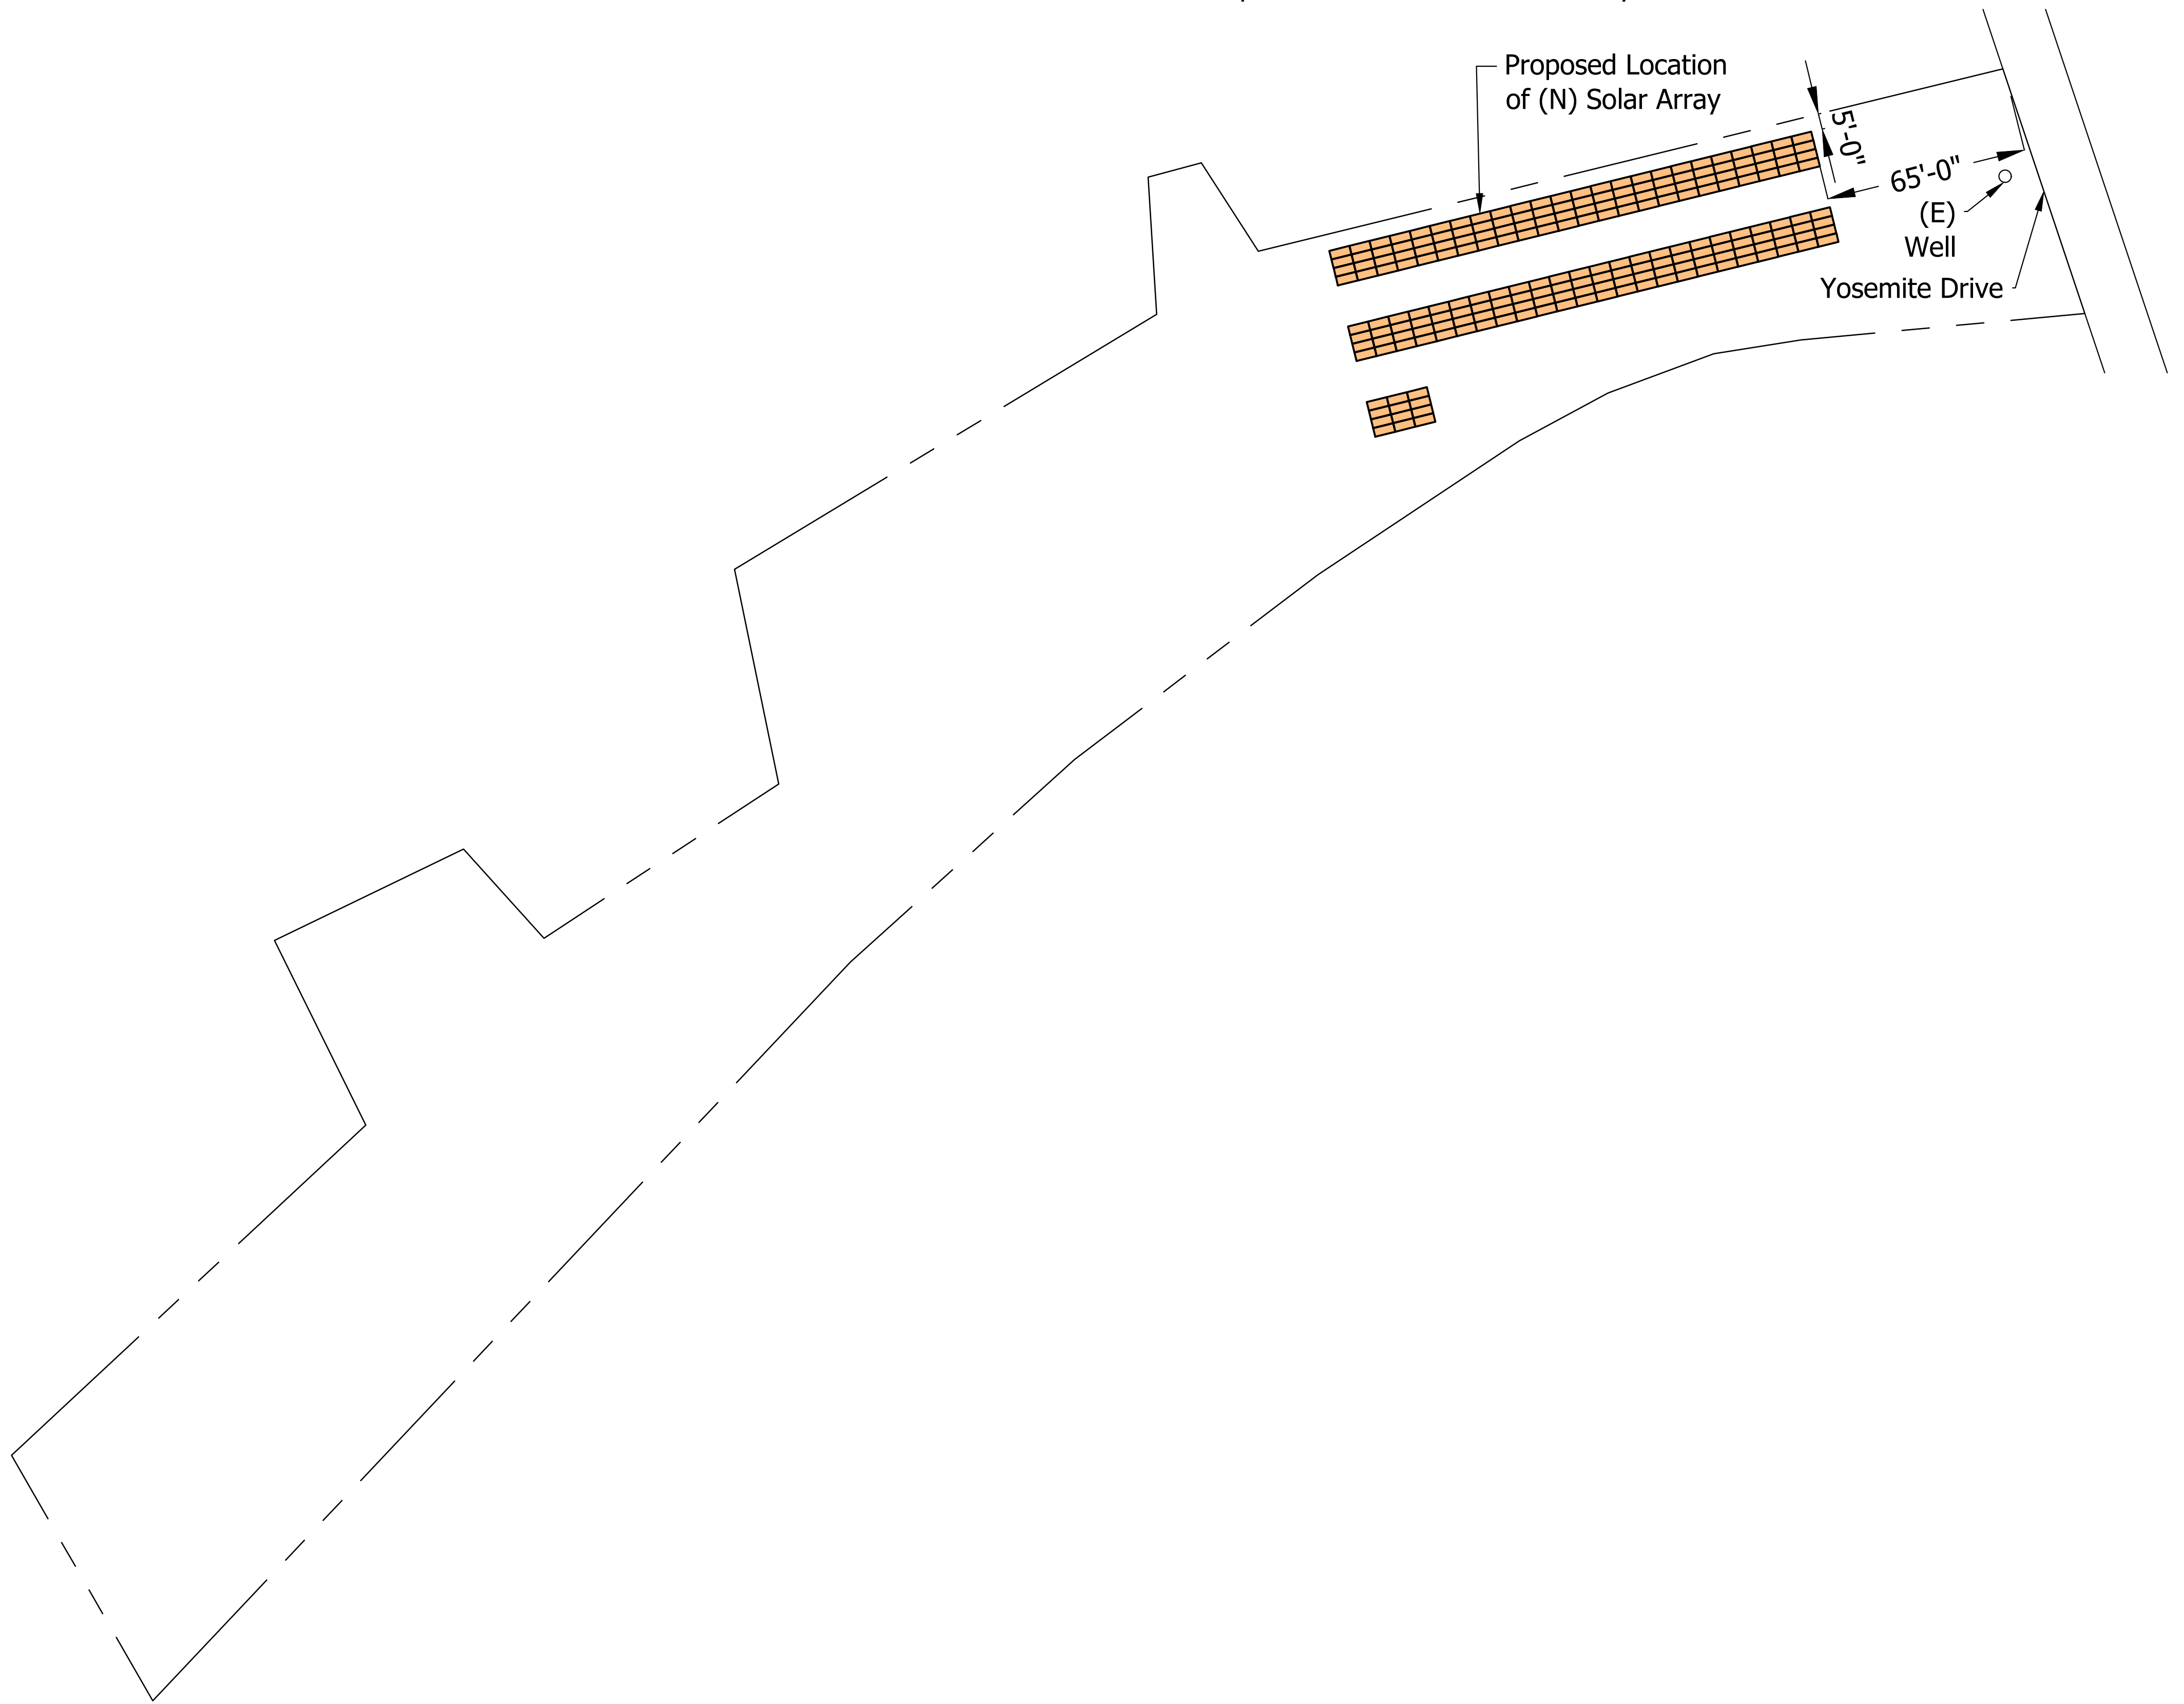 Proposed Location
of (N) Solar Array
5'-0"
65'-0"
(E)
Well
Yosemite Drive